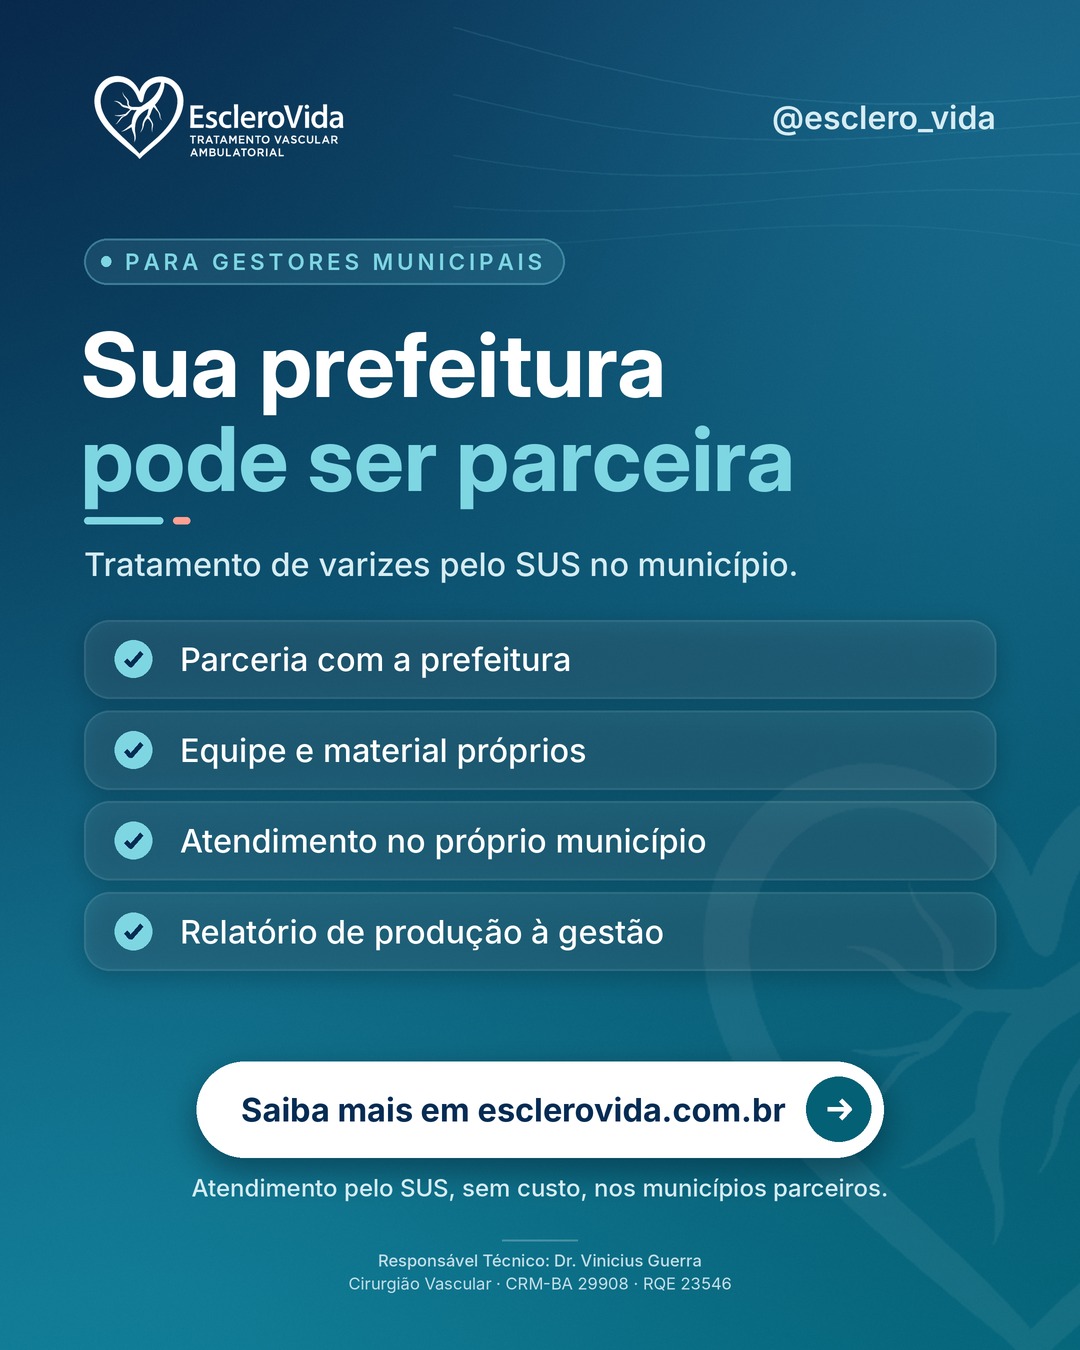 EscleroVida
TRATAMENTO VASCULAR
AMBULATORIAL
@esclero_vida
PARA GESTORES MUNICIPAIS
Sua prefeitura
pode ser parceira
Tratamento de varizes pelo SUS no município.
Parceria com a prefeitura
Equipe e material próprios
Atendimento no próprio município
Relatório de produção à gestão
Saiba mais em esclerovida.com.br
Atendimento pelo SUS, sem custo, nos municípios parceiros.
Responsável Técnico: Dr. Vinicius Guerra
Cirurgião Vascular · CRM-BA 29908 · RQE 23546